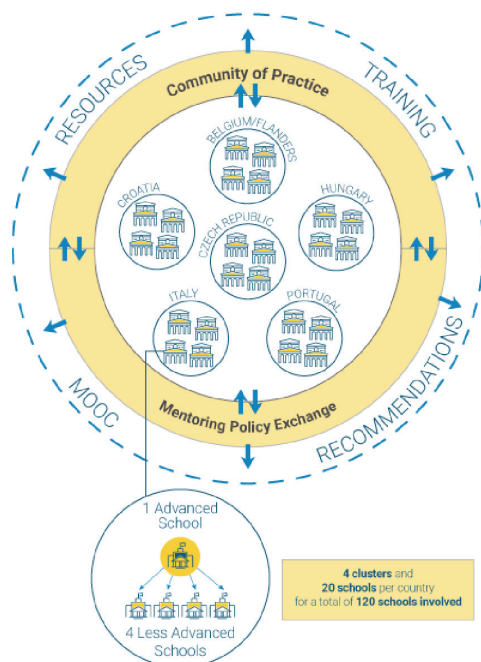 RESOURCES
TRAINING
Community of Practice
BELGIUM/FLANDERS
CROATIA
HUNGARY
CZECH REPUBLIC
ITALY
PORTUGAL
MOOC
RECOMMENDATIONS
Mentoring Policy Exchange
1 Advanced
School
4 Less Advanced
Schools
4 clusters and
20 schools per country
for a total of 120 schools involved